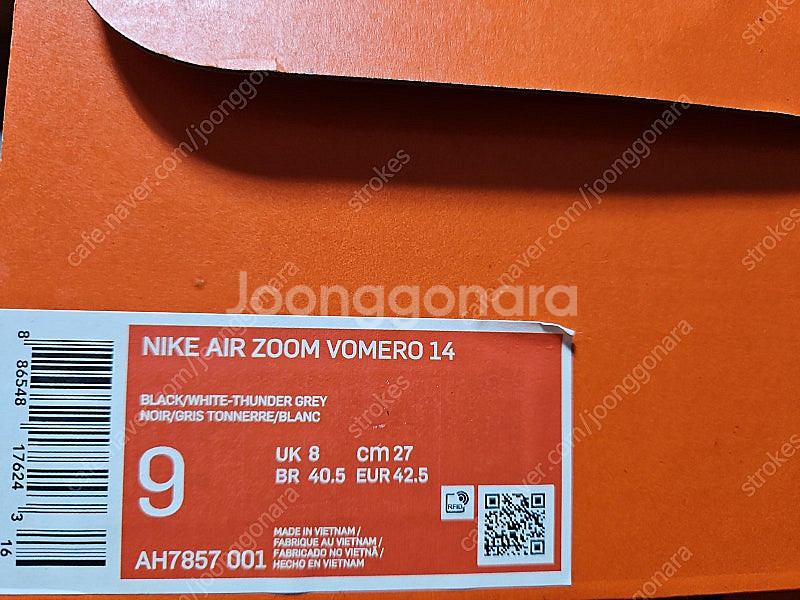 NIKE AIR ZOOM VOMERO 14
BLACK/WHITE-THUNDER GREY
NOIR/GRIS TONNERRE/BLANC
9
UK 8 cm 27
BR 40.5 EUR 42.5
RFID
MADE IN VIETNAM /
FABRIQUE AU VIETNAM /
FABRICADO NO VIETNÃ /
HECHO EN VIETNAM
AH7857 001
8 86548 17624 3
16
Joonggonara
cafe.naver.com/joonggonara
strokes